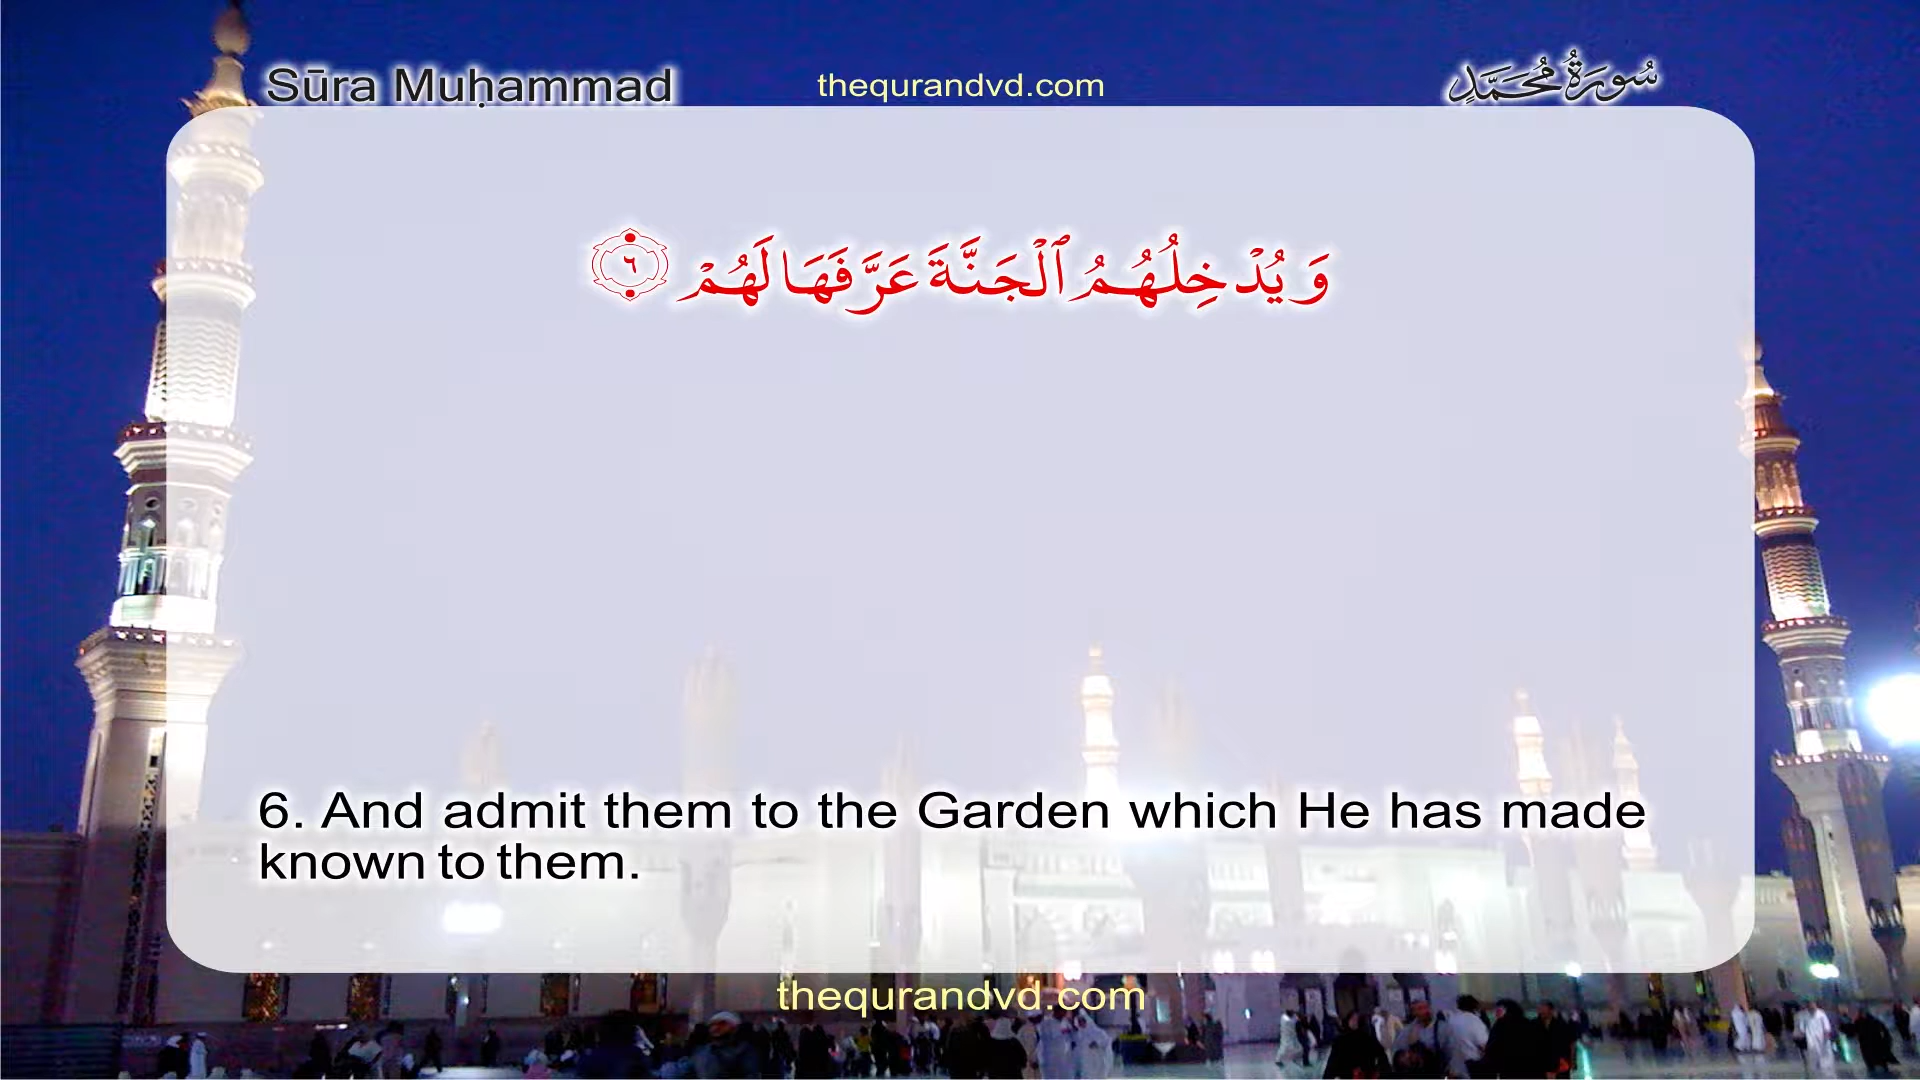 Sūra Muḥammad
thequrandvd.com
سُورَةُ مُحَمَّدٍ
وَيُدْخِلُهُمُ ٱلْجَنَّةَ عَرَّفَهَا لَهُمْ ٦
6. And admit them to the Garden which He has made
known to them.
thequrandvd.com